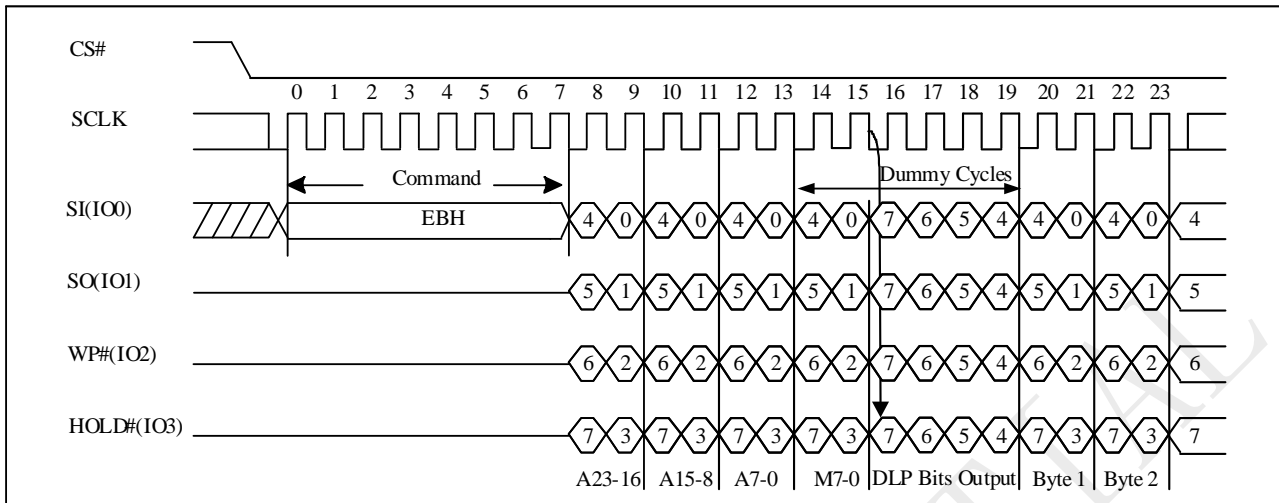 CS#
0 1 2 3 4 5 6 7 8 9 10 11 12 13 14 15 16 17 18 19 20 21 22 23
SCLK
Command
Dummy Cycles
SI(IO0)
EBH
4 0 4 0 4 0 4 0 7 6 5 4 4 0 4 0 4
SO(IO1)
5 1 5 1 5 1 5 1 7 6 5 4 5 1 5 1 5
WP#(IO2)
6 2 6 2 6 2 6 2 7 6 5 4 6 2 6 2 6
HOLD#(IO3)
7 3 7 3 7 3 7 3 7 6 5 4 7 3 7 3 7
A23-16 A15-8 A7-0 M7-0 DLP Bits Output Byte 1 Byte 2
TIAL